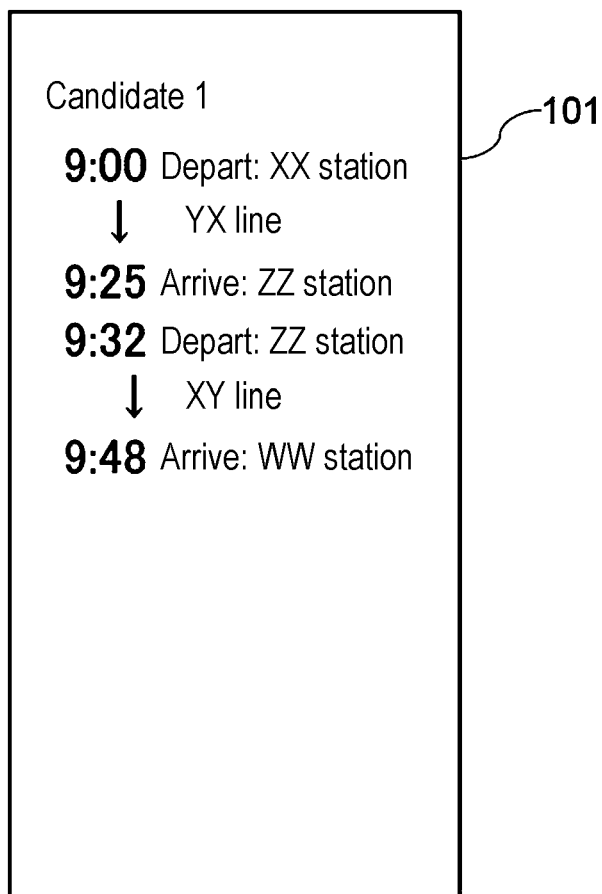 Candidate 1
101
9:00 Depart: XX station
↓ YX line
9:25 Arrive: ZZ station
9:32 Depart: ZZ station
↓ XY line
9:48 Arrive: WW station